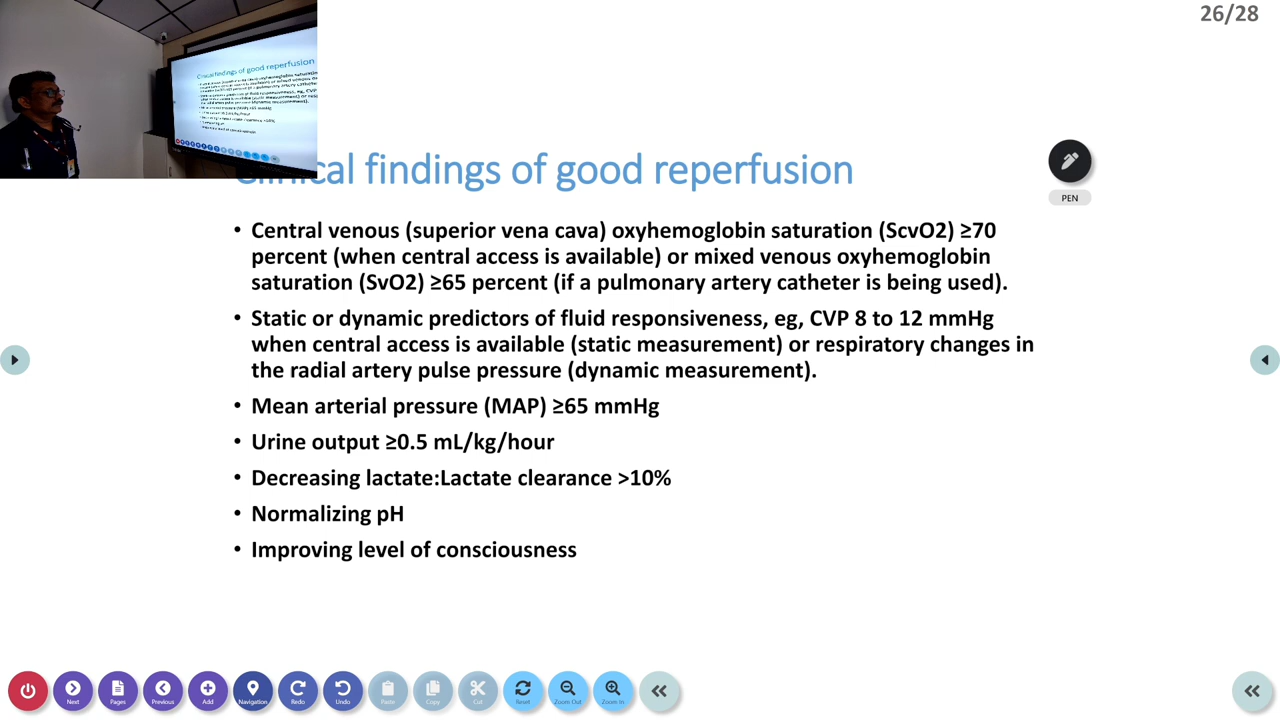 26/28
Clinical findings of good reperfusion
PEN
• Central venous (superior vena cava) oxyhemoglobin saturation (ScvO2) ≥70
percent (when central access is available) or mixed venous oxyhemoglobin
saturation (SvO2) ≥65 percent (if a pulmonary artery catheter is being used).
• Static or dynamic predictors of fluid responsiveness, eg, CVP 8 to 12 mmHg
when central access is available (static measurement) or respiratory changes in
the radial artery pulse pressure (dynamic measurement).
• Mean arterial pressure (MAP) ≥65 mmHg
• Urine output ≥0.5 mL/kg/hour
• Decreasing lactate:Lactate clearance >10%
• Normalizing pH
• Improving level of consciousness
Next Pages Previous Add Navigation Redo Undo Paste Copy Cut Reset Zoom Out Zoom In